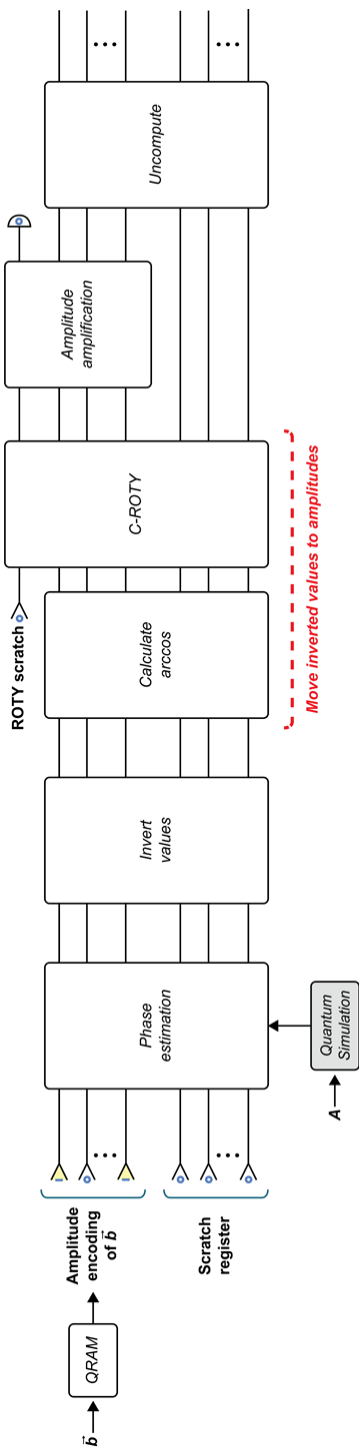 b
QRAM
Amplitude
encoding
of b
Scratch
register
Phase
estimation
A
Quantum
Simulation
Invert
values
Calculate
arccos
ROTY scratch
C-ROTY
Move inverted values to amplitudes
Amplitude
amplification
Uncompute